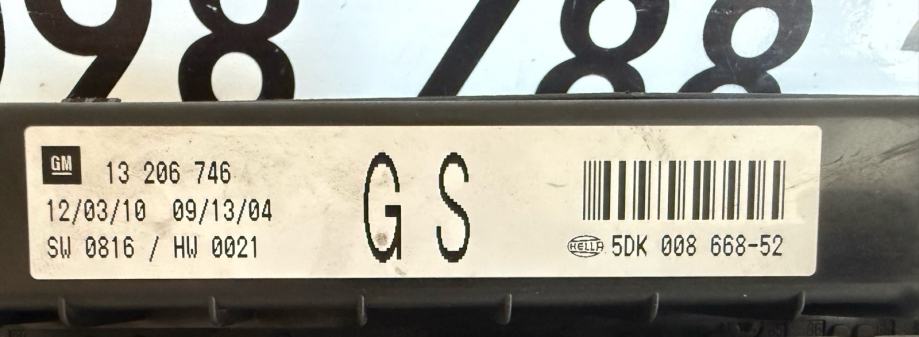 98 788
GM
13 206 746
12/03/10 09/13/04
SW 0816 / HW 0021
G S
HELLA 5DK 008 668-52